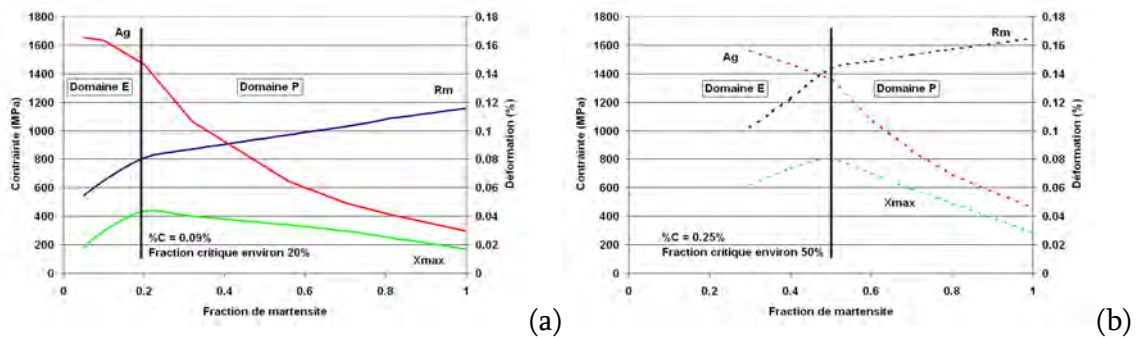 1800
1600
1400
1200
1000
800
600
400
200
0
Contrainte (MPa)
0.18
0.16
0.14
0.12
0.1
0.08
0.06
0.04
0.02
0
Déformation (%)
Ag
Domaine E
Domaine P
Rm
%C = 0.09%
Fraction critique environ 20%
Xmax
0 0.2 0.4 0.6 0.8 1
Fraction de martensite
(a)
1800
1600
1400
1200
1000
800
600
400
200
0
Contrainte (MPa)
0.18
0.16
0.14
0.12
0.1
0.08
0.06
0.04
0.02
0
Déformation (%)
Rm
Ag
Domaine E
Domaine P
Xmax
%C = 0.25%
Fraction critique environ 50%
0 0.2 0.4 0.6 0.8 1
Fraction de martensite
(b)